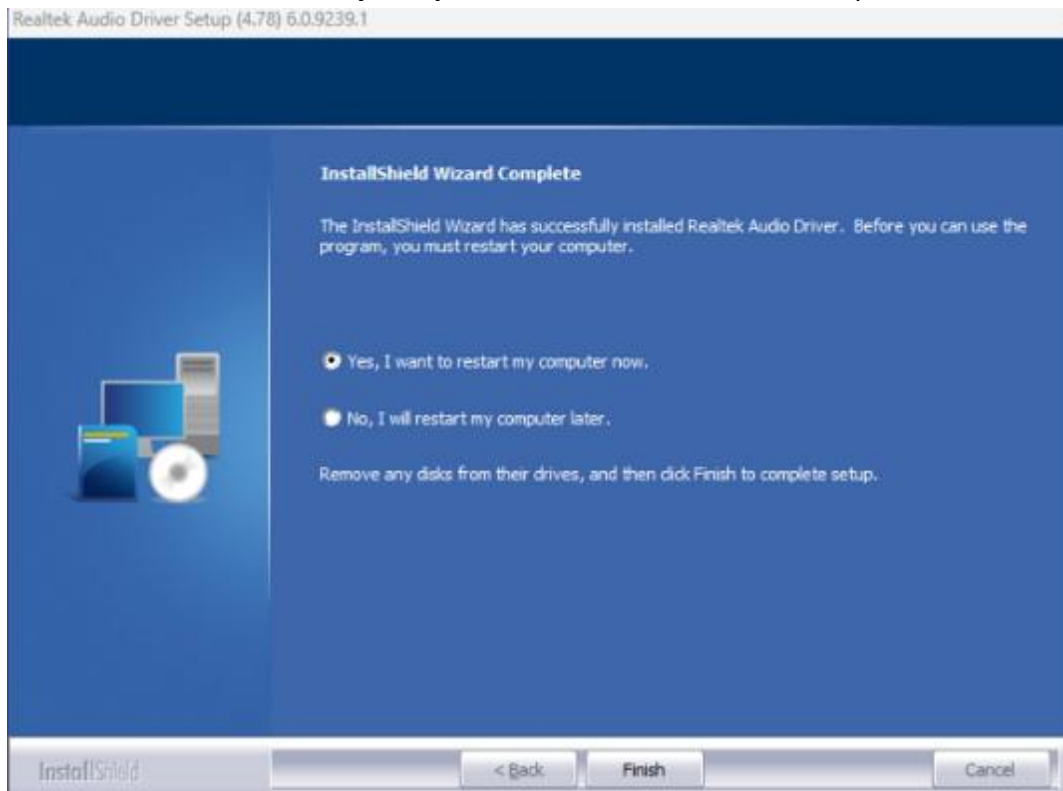 Realtek Audio Driver Setup (4.78) 6.0.9239.1
InstallShield Wizard Complete
The InstallShield Wizard has successfully installed Realtek Audio Driver. Before you can use the
program, you must restart your computer.
Yes, I want to restart my computer now.
No, I will restart my computer later.
Remove any disks from their drives, and then click Finish to complete setup.
InstallShield
< Back
Finish
Cancel